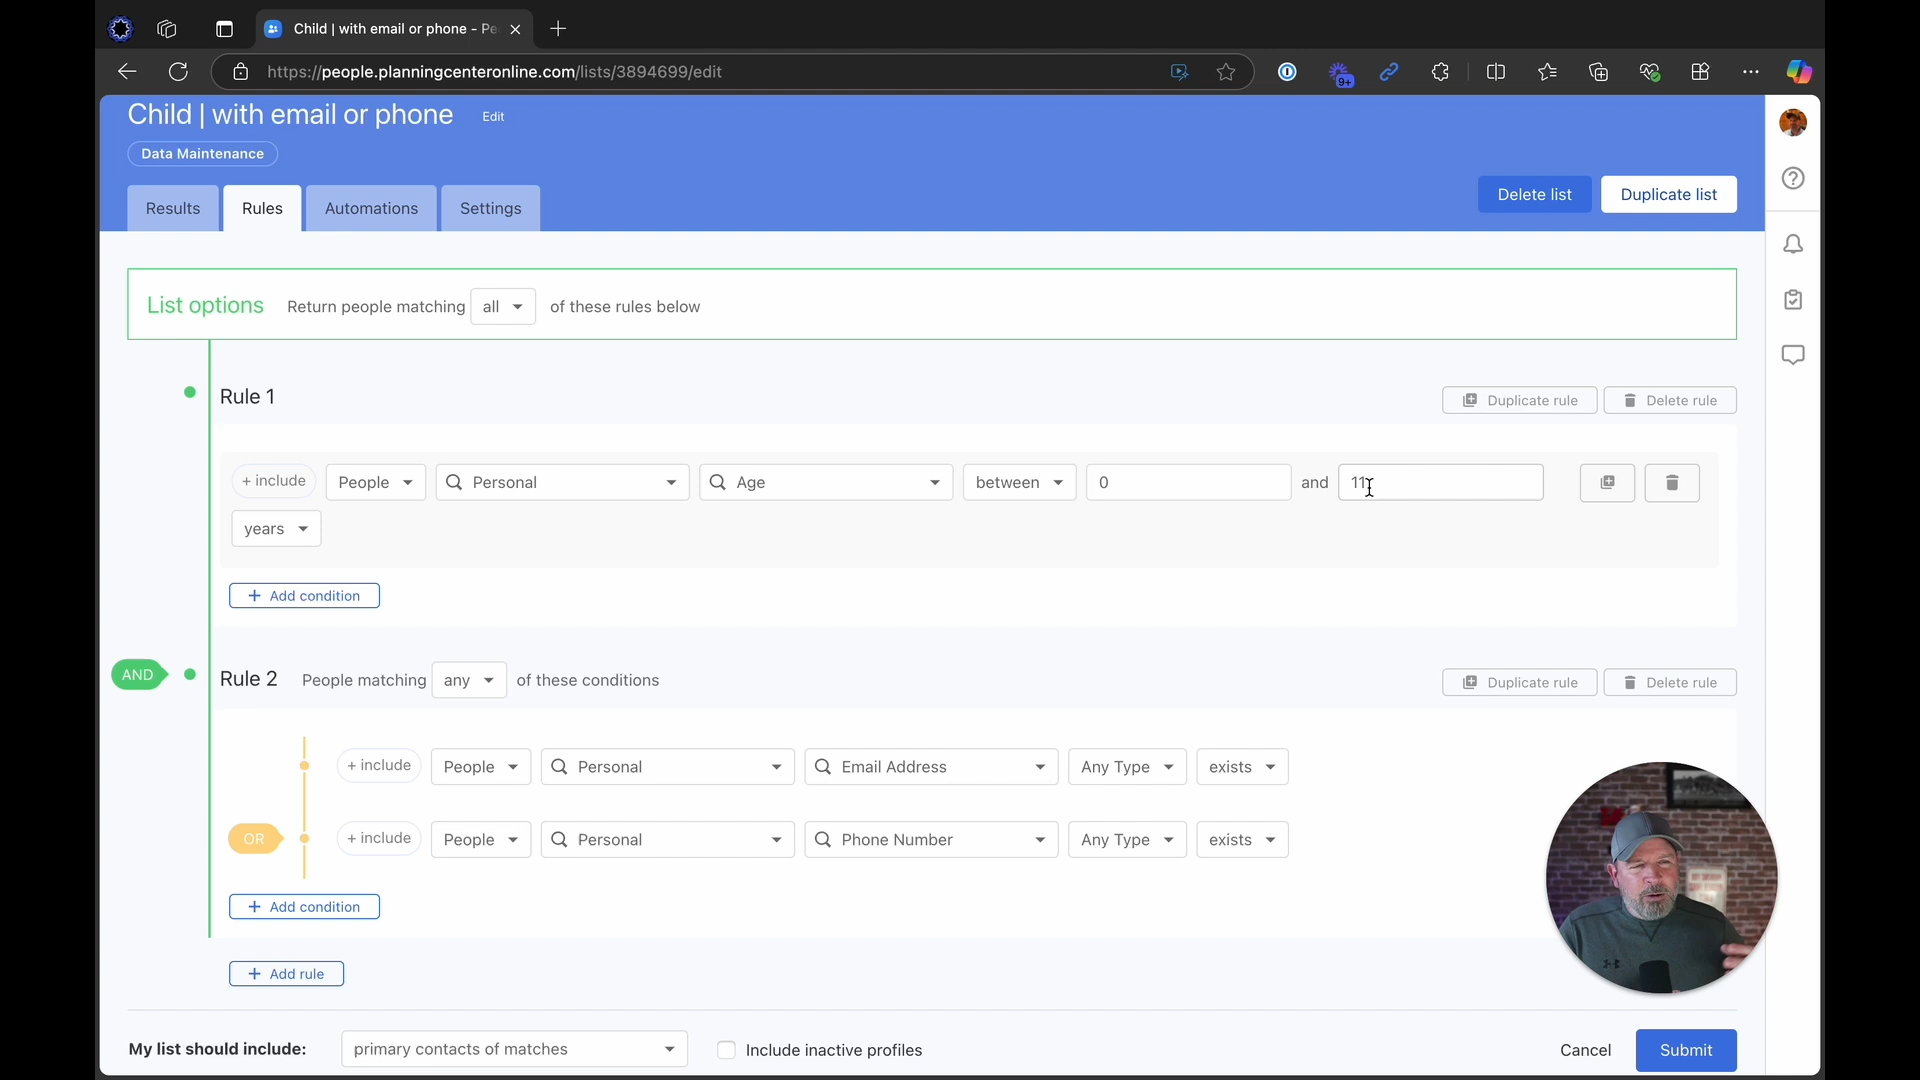 Child | with email or phone - Pe
https://people.planningcenteronline.com/lists/3894699/edit
9+
Child | with email or phone Edit
Data Maintenance
Results Rules Automations Settings
Delete list Duplicate list
List options Return people matching all of these rules below
Rule 1 Duplicate rule Delete rule
+ include People Personal Age between 0 and 11
years
+ Add condition
AND Rule 2 People matching any of these conditions Duplicate rule Delete rule
+ include People Personal Email Address Any Type exists
OR + include People Personal Phone Number Any Type exists
+ Add condition
+ Add rule
My list should include: primary contacts of matches Include inactive profiles Cancel Submit